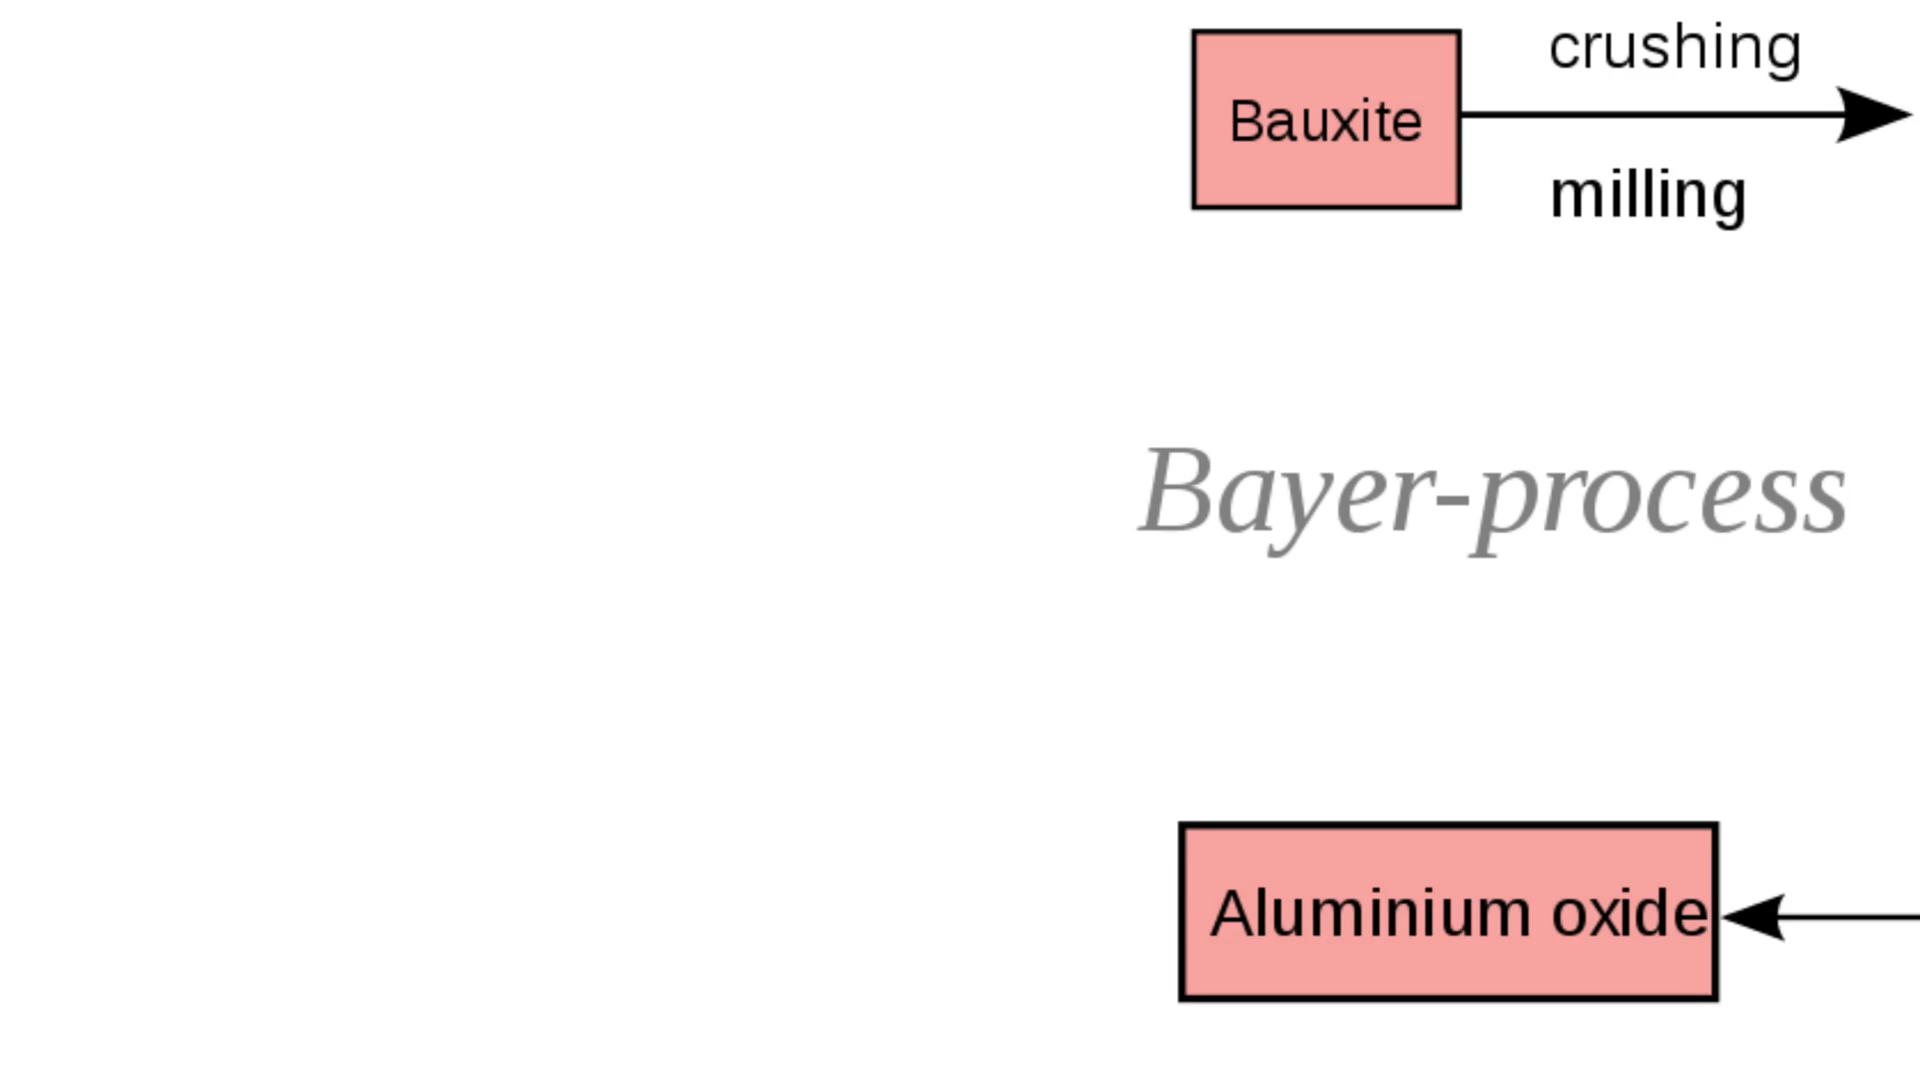 crushing
Bauxite
milling
Bayer-process
Aluminium oxide